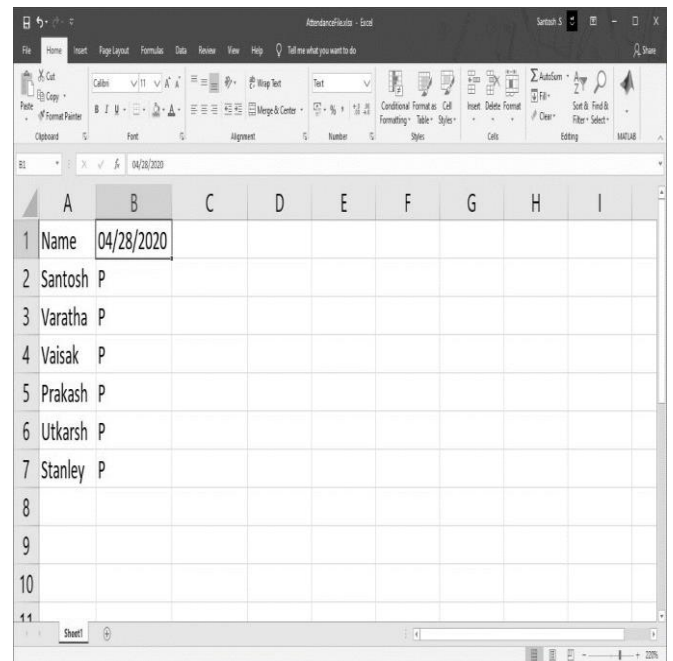 AttendanceFile.xlsx - Excel
Santosh S
File Home Insert Page Layout Formulas Data Review View Help Tell me what you want to do Share
Cut
Copy
Format Painter
Paste
Calibri 11
B I U
Wrap Text
Merge & Center
Text
Conditional Formatting
Format as Table
Cell Styles
Insert Delete Format
AutoSum
Fill
Clear
Sort & Filter
Find & Select
Clipboard Font Alignment Number Styles Cells Editing MATLAB
B1 fx 04/28/2020
A B C D E F G H I
1 Name 04/28/2020
2 Santosh P
3 Varatha P
4 Vaisak P
5 Prakash P
6 Utkarsh P
7 Stanley P
8
9
10
11
Sheet1
220%